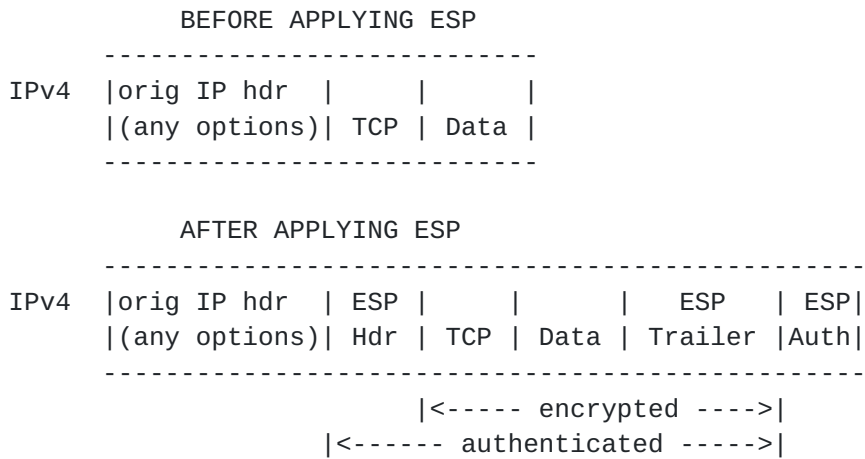 BEFORE APPLYING ESP
----------------------------
IPv4 |orig IP hdr | | |
|(any options)| TCP | Data |
----------------------------
AFTER APPLYING ESP
-------------------------------------------------
IPv4 |orig IP hdr | ESP | | | ESP | ESP|
|(any options)| Hdr | TCP | Data | Trailer |Auth|
-------------------------------------------------
|<----- encrypted ---->|
|<------ authenticated ----->|